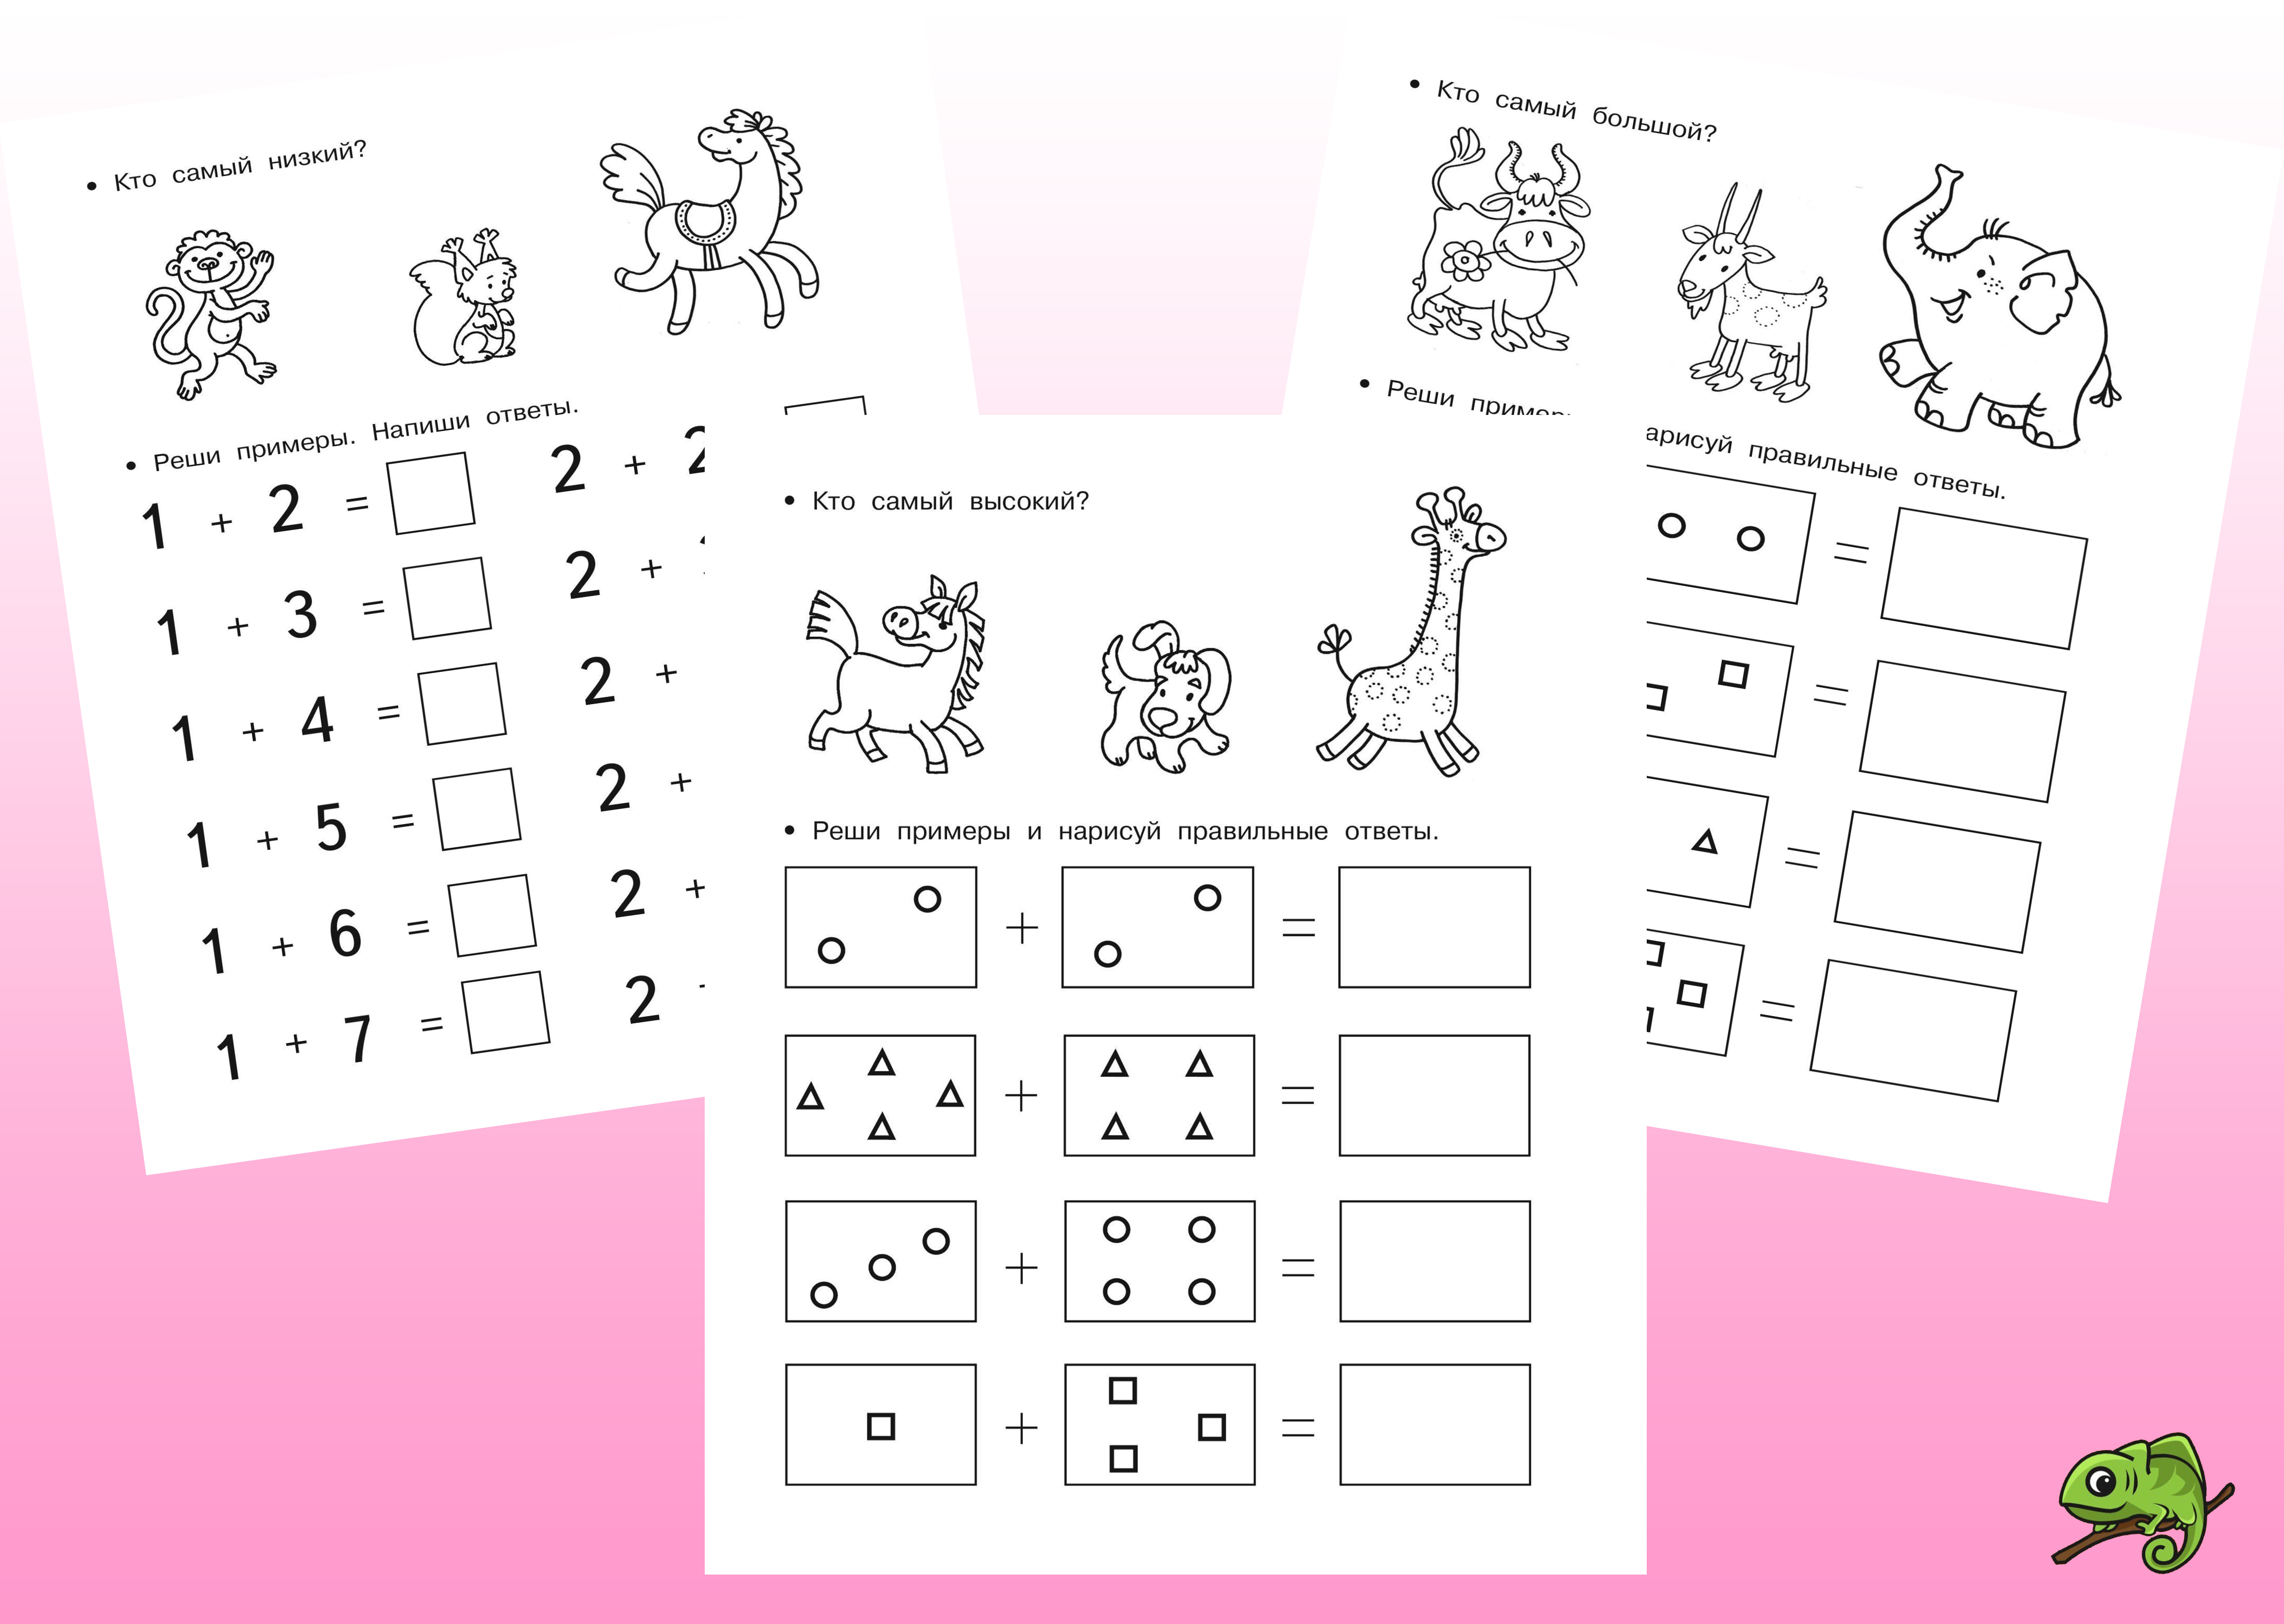 • Кто самый низкий?
• Реши примеры. Напиши ответы.
1 + 2 =
2 + 2
1 + 3 =
2 +
1 + 4 =
2 +
1 + 5 =
2 +
1 + 6 =
2 +
1 + 7 =
2
• Кто самый высокий?
• Реши примеры и нарисуй правильные ответы.
+ =
+ =
+ =
+ =
• Кто самый большой?
• Реши
правильные ответы.
=
=
=
=